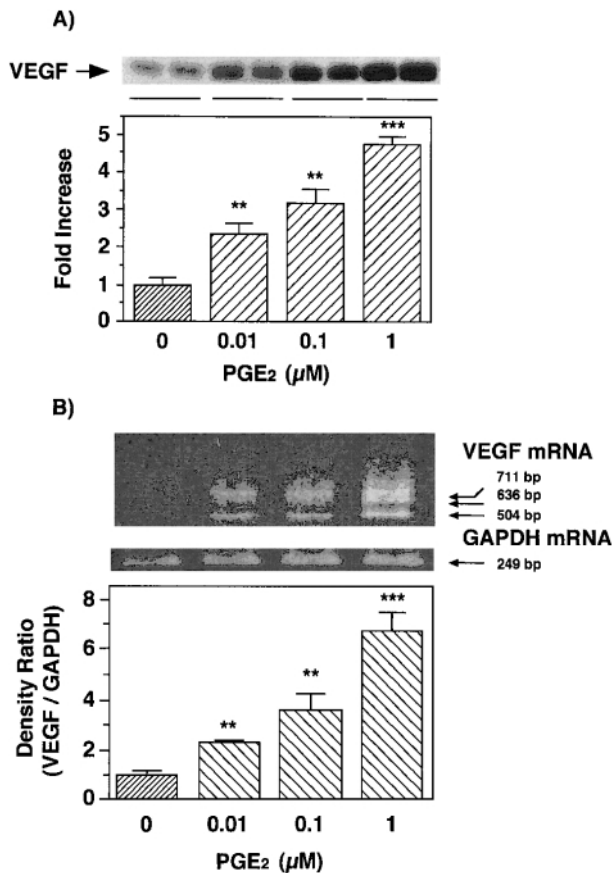 A)
VEGF
***
**
**
5
4
3
2
1
0
Fold Increase
0 0.01 0.1 1
PGE2 (µM)
B)
VEGF mRNA
711 bp
636 bp
504 bp
GAPDH mRNA
249 bp
***
**
**
8
6
4
2
0
Density Ratio
(VEGF / GAPDH)
0 0.01 0.1 1
PGE2 (µM)